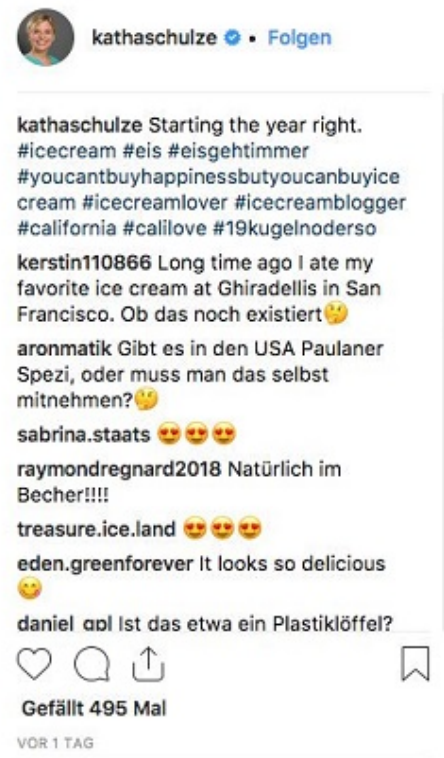 kathaschulze • Folgen
kathaschulze Starting the year right.
#icecream #eis #eisgehtimmer
#youcantbuyhappinessbutyoucanbuyice
cream #icecreamlover #icecreamblogger
#california #calilove #19kugelnoderso
kerstin110866 Long time ago I ate my
favorite ice cream at Ghiradellis in San
Francisco. Ob das noch existiert🤔
aronmatik Gibt es in den USA Paulaner
Spezi, oder muss man das selbst
mitnehmen?🤔
sabrina.staats 😍😍😍
raymondregnard2018 Natürlich im
Becher!!!!
treasure.ice.land 😍😍😍
eden.greenforever It looks so delicious
😋
daniel_gpl Ist das etwa ein Plastiklöffel?
Gefällt 495 Mal
VOR 1 TAG